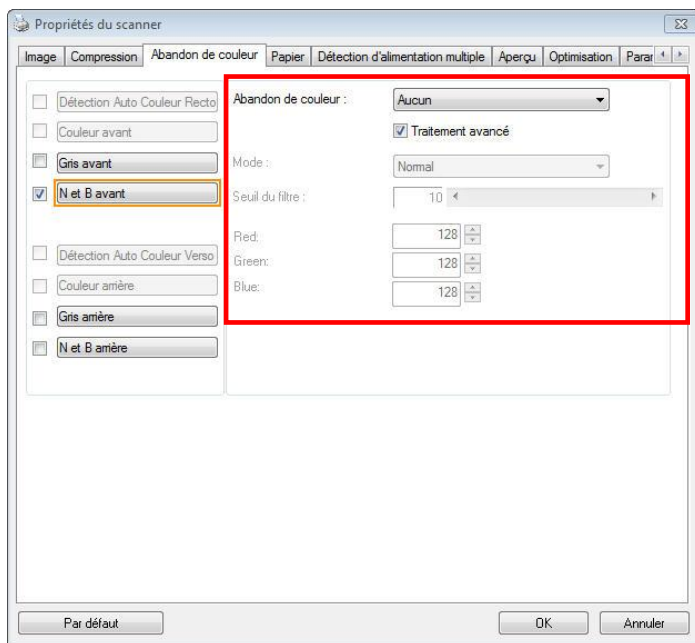 Propriétés du scanner
Image Compression Abandon de couleur Papier Détection d'alimentation multiple Aperçu Optimisation Parar
Détection Auto Couleur Recto
Couleur avant
Gris avant
N et B avant
Détection Auto Couleur Verso
Couleur arrière
Gris arrière
N et B arrière
Abandon de couleur : Aucun
Traitement avancé
Mode : Normal
Seuil du filtre : 10
Red: 128
Green: 128
Blue: 128
Par défaut OK Annuler